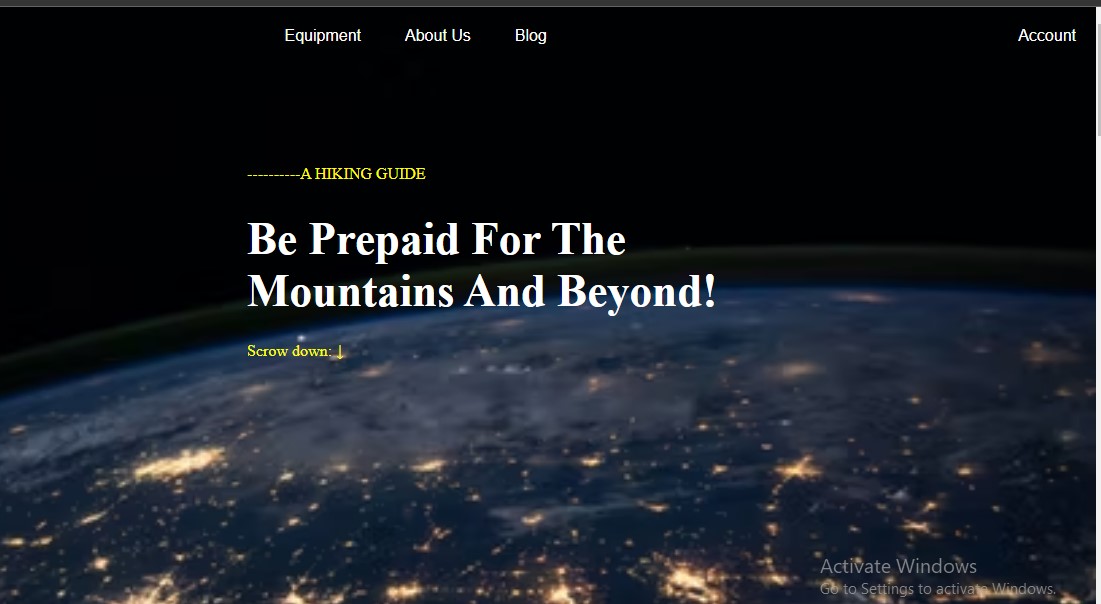 Equipment About Us Blog Account
----------A HIKING GUIDE
Be Prepaid For The
Mountains And Beyond!
Scrow down: ↓
Activate Windows
Go to Settings to activate Windows.